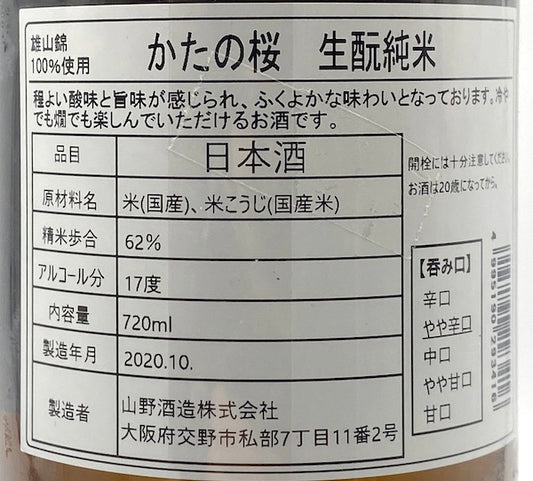 雄山錦
100%使用
かたの桜 生酛純米
程よい酸味と旨味が感じられ、ふくよかな味わいとなっております。冷や
でも燗でも楽しんでいただけるお酒です。
品目 日本酒
原材料名 米(国産)、米こうじ(国産米)
精米歩合 62%
アルコール分 17度
内容量 720ml
製造年月 2020.10.
製造者 山野酒造株式会社
大阪府交野市私部7丁目11番2号
開栓には十分注意してください。
お酒は20歳になってから。
【呑み口】
辛口
やや辛口
中口
やや甘口
甘口
4 995190 293416